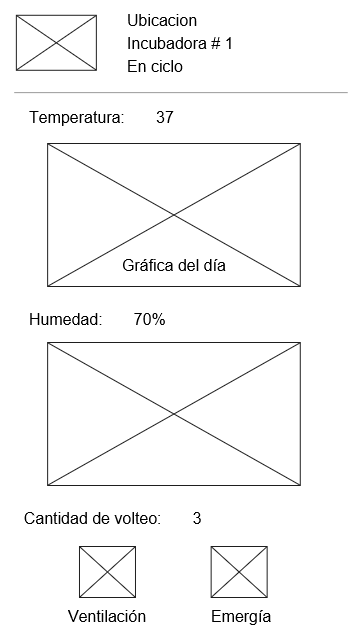 Ubicacion
Incubadora # 1
En ciclo
Temperatura: 37
Gráfica del día
Humedad: 70%
Cantidad de volteo: 3
Ventilación Emergía